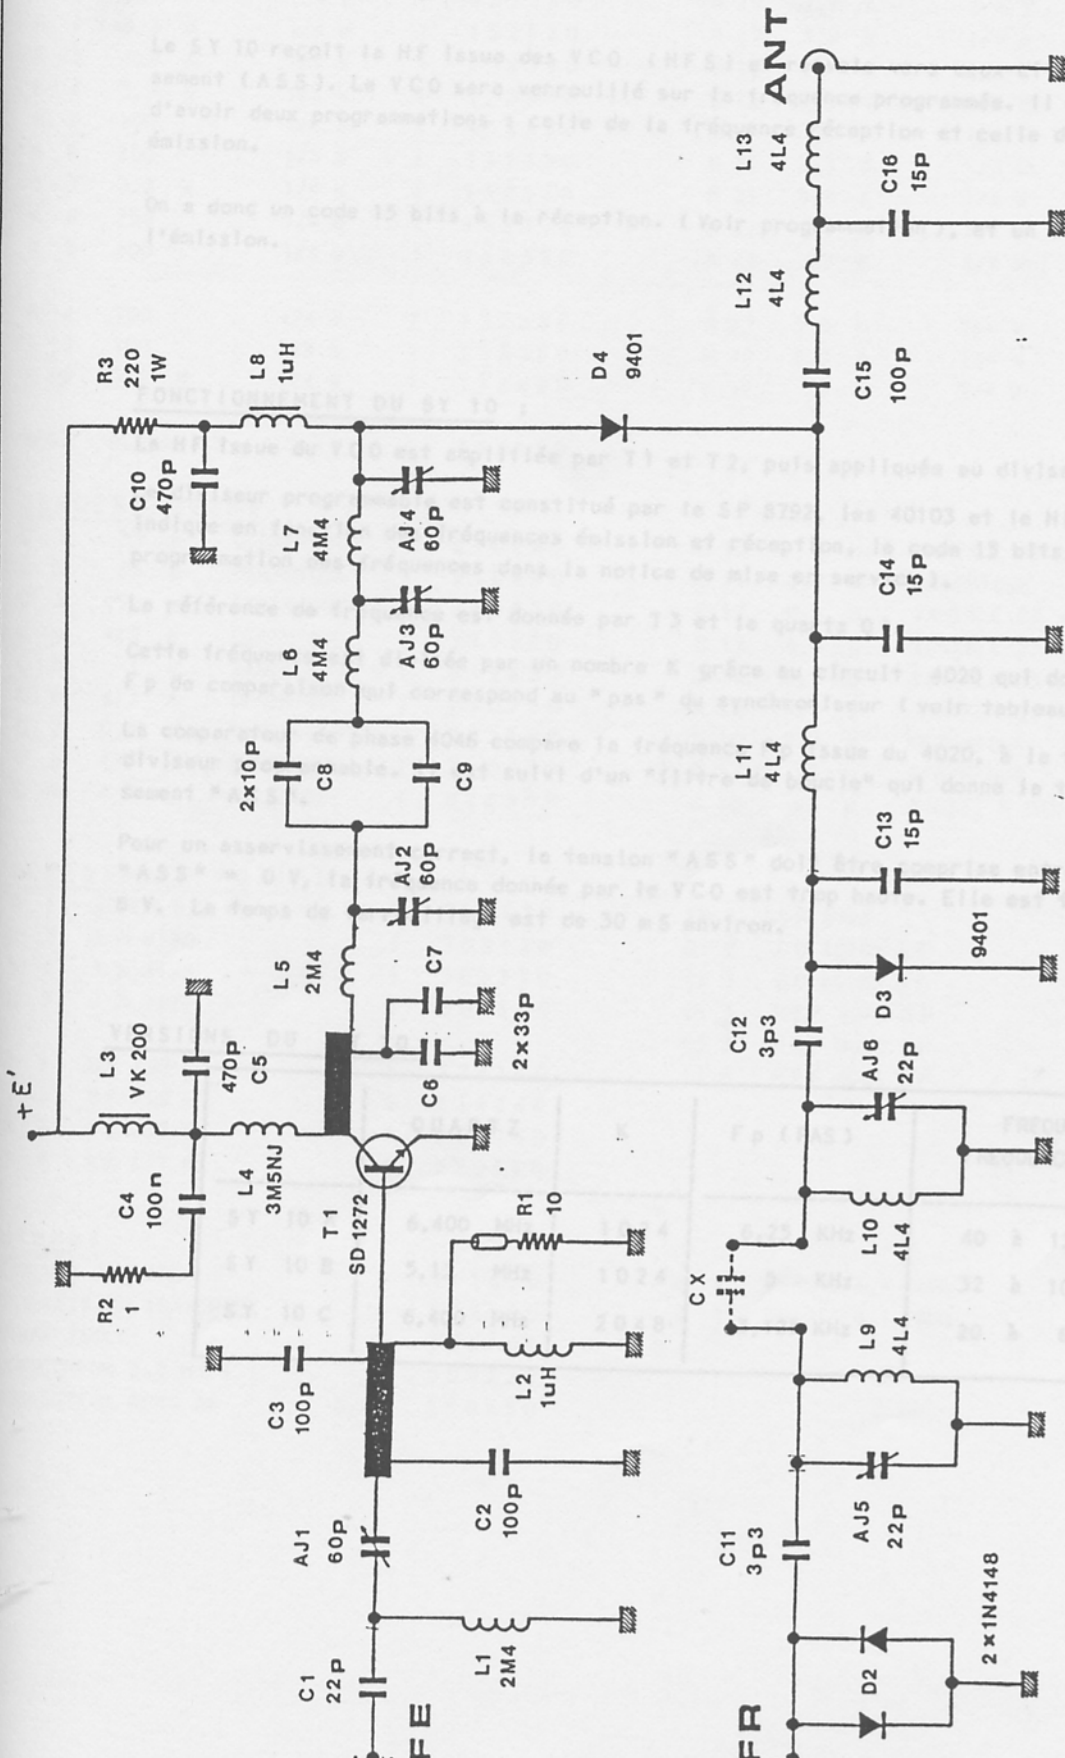 ANT
L13
4L4
C16
15p
L12
4L4
C15
100p
D4
9401
R3
220
1W
L8
1uH
C10
470p
L7
4M4
AJ4
60p
L6
4M4
AJ3
60p
2x10p
C8
C9
AJ2
60p
L5
2M4
C7
C6
2x33p
+E'
L3
VK 200
470p
C5
L4
3M5NJ
C4
100n
R2
1
T1
SD 1272
R1
10
C3
100p
L2
1uH
C2
100p
AJ1
60p
C1
22p
L1
2M4
FE
C14
15p
L11
4L4
C13
15p
D3
9401
C12
3p3
AJ6
22p
L10
4L4
CX
L9
4L4
AJ5
22p
C11
3p3
D2
2x1N4148
FR
Le SY 10 reçoit la HF issue des VCO. (HFS)
sement (ASS). Le VCO sera verrouillé sur la fréquence programmée. Il
d'avoir deux programmations : celle de la fréquence réception et celle
émission.
On a donc un code 15 bits à la réception. (Voir programmation), et un
l'émission.
FONCTIONNEMENT DU SY 10 :
La HF issue du VCO est amplifiée par T1 et T2, puis appliquée au
diviseur programmable est constitué par le SP 8792, les 40103 et le
indique en fonction des fréquences émission et réception, le code 15 bits
programmation des fréquences dans la notice de mise en service).
La référence de fréquence est donnée par T3 et le quartz
Cette fréquence est divisée par un nombre K grâce au circuit 4020 qui
Fp de comparaison qui correspond au "pas" du synchroniseur (voir tableau
Le comparateur de phase 4046 compare la fréquence Fp issue du 4020, à la
diviseur programmable. Il est suivi d'un "filtre de boucle" qui donne la
sement "ASS".
Pour un asservissement correct, la tension "ASS" doit être comprise
"ASS" = 0 V, la fréquence donnée par le VCO est trop haute. Elle est
5 V. Le temps de est de 30 mS environ.
VERSIONS DU SY 10
QUARTZ K Fp (PAS)
SY 10 A 6,400 MHz 1024 6,25 KHz 40 à
SY 10 B MHz 1024 5 KHz 32 à
SY 10 C 6,400 MHz 2048 3,125 KHz 20 à